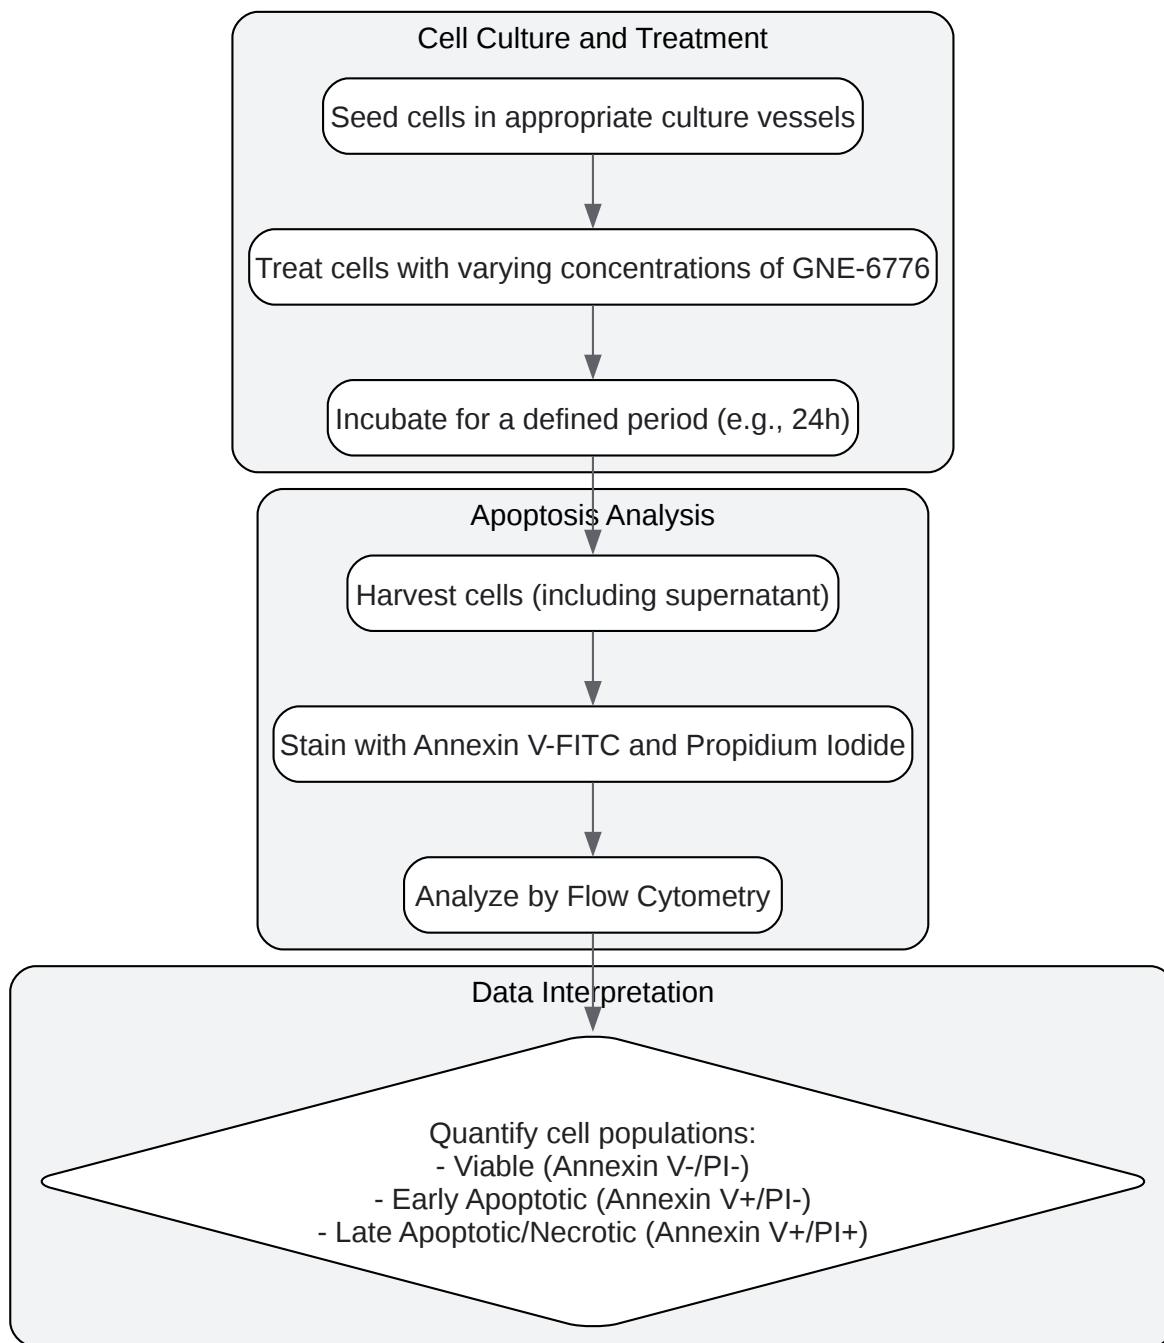 Cell Culture and Treatment
Seed cells in appropriate culture vessels
Treat cells with varying concentrations of GNE-6776
Incubate for a defined period (e.g., 24h)
Apoptosis Analysis
Harvest cells (including supernatant)
Stain with Annexin V-FITC and Propidium Iodide
Analyze by Flow Cytometry
Data Interpretation
Quantify cell populations:
- Viable (Annexin V-/PI-)
- Early Apoptotic (Annexin V+/PI-)
- Late Apoptotic/Necrotic (Annexin V+/PI+)